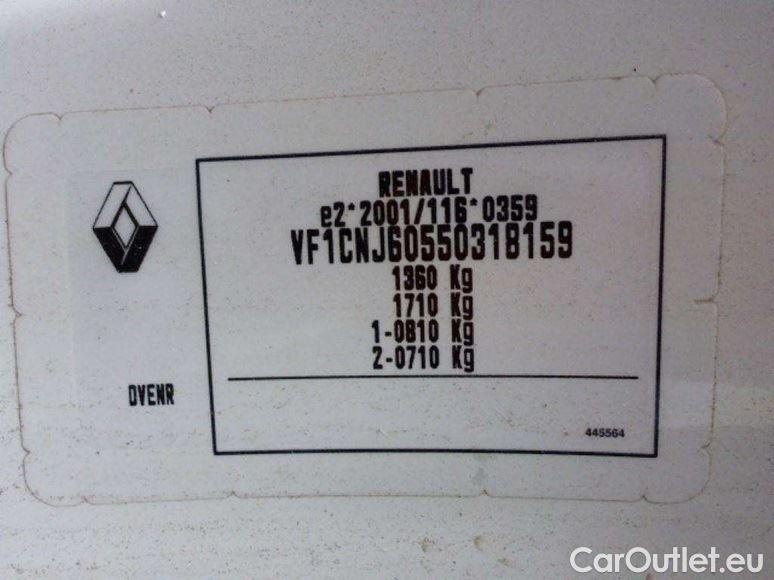 RENAULT
e2*2001/116*0359
VF1CNJ60550318159
1360 Kg
1710 Kg
1-0810 Kg
2-0710 Kg
DVENR
445564
CarOutlet.eu